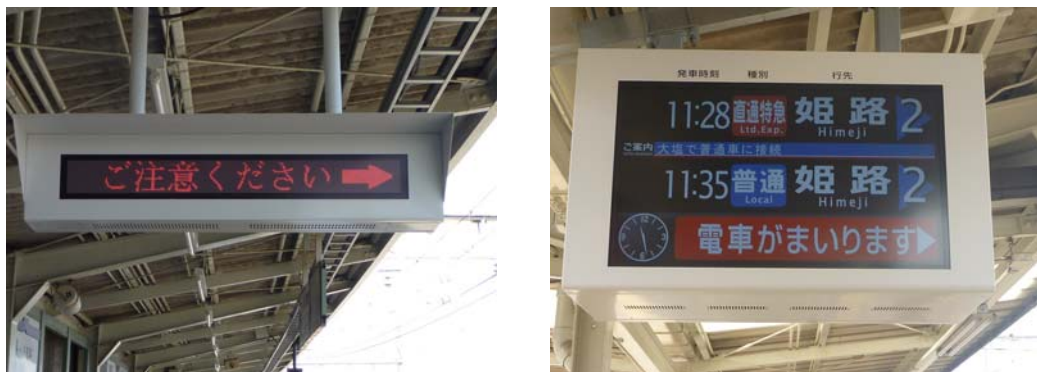 ご注意ください➡
発車時刻 種別 行先
11:28 直通特急 Ltd,Exp. 姫路 Himeji 2
ご案内 大塩で普通車に接続
11:35 普通 Local 姫路 Himeji 2
電車がまいります▶